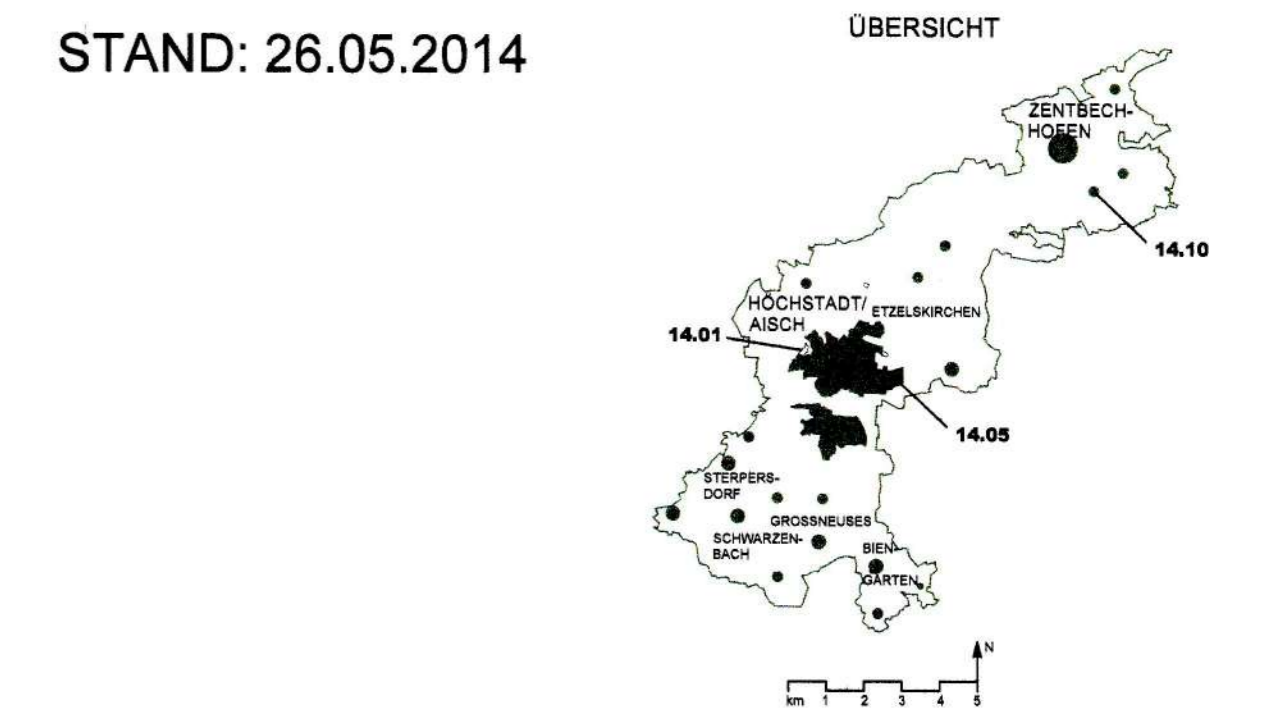 STAND: 26.05.2014
ÜBERSICHT
ZENTBECH-
HOFEN
14.10
HÖCHSTADT/
AISCH
ETZELSKIRCHEN
14.01
14.05
STERPERS-
DORF
GROSSNEUSES
SCHWARZEN-
BACH
BIEN-
GARTEN
N
km 1 2 3 4 5